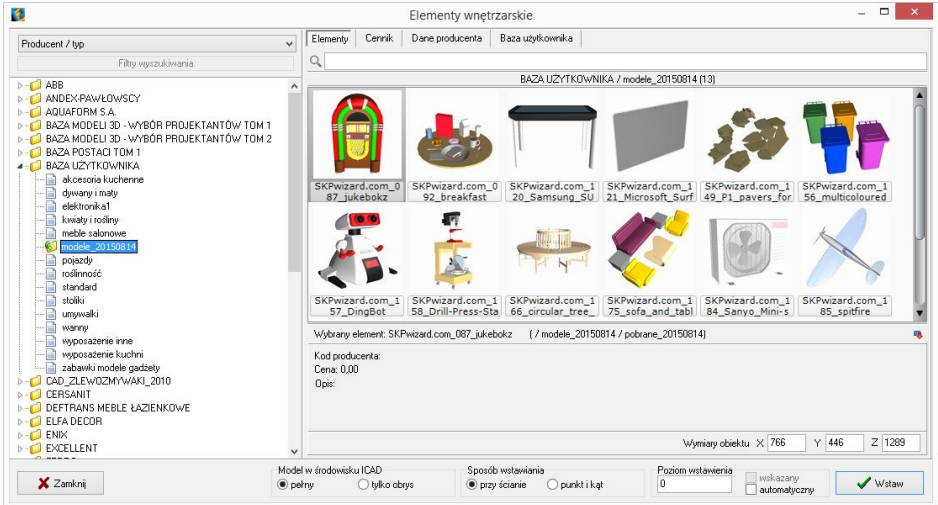 Elementy wnętrzarskie
Producent / typ
Filtry wyszukiwania
ABB
ANDEX-PAWŁOWSCY
AQUAFORM S.A.
BAZA MODELI 3D - WYBÓR PROJEKTANTÓW TOM 1
BAZA MODELI 3D - WYBÓR PROJEKTANTÓW TOM 2
BAZA POSTACI TOM 1
BAZA UŻYTKOWNIKA
akcesoria kuchenne
dywany i maty
elektronika1
kwiaty i rośliny
meble salonowe
modele_20150814
pojazdy
roślinność
standard
stoliki
umywalki
wanny
wyposażenie inne
wyposażenie kuchni
zabawki modele gadżety
CAD_ZLEWOZMYWAKI_2010
CERSANIT
DEFTRANS MEBLE ŁAZIENKOWE
ELFA DECOR
ENIX
EXCELLENT
Elementy Cennik Dane producenta Baza użytkownika
BAZA UŻYTKOWNIKA / modele_20150814 (13)
SKPwizard.com_0 SKPwizard.com_0 SKPwizard.com_1 SKPwizard.com_1 SKPwizard.com_1 SKPwizard.com_1
87_jukebokz 92_breakfast 20_Samsung_SU 21_Microsoft_Surf 49_P1_pavers_for 56_multicoloured
SKPwizard.com_1 SKPwizard.com_1 SKPwizard.com_1 SKPwizard.com_1 SKPwizard.com_1 SKPwizard.com_1
57_DingBot 58_Drill-Press-Sta 66_circular_tree_ 75_sofa_and_tabl 84_Sanyo_Mini-s 85_spitfire
Wybrany element: SKPwizard.com_087_jukebokz ( / modele_20150814 / pobrane_20150814)
Kod producenta:
Cena: 0,00
Opis:
Wymiary obiektu X 766 Y 446 Z 1289
Zamknij
Model w środowisku ICAD
pełny tylko obrys
Sposób wstawiania
przy ścianie punkt i kąt
Poziom wstawienia
0
wskazany
automatyczny
Wstaw